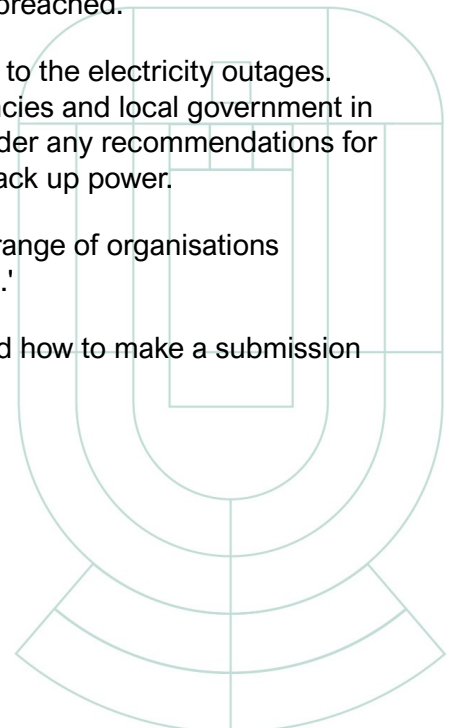 breached.
to the electricity outages.
ncies and local government in
der any recommendations for
ack up power.
range of organisations
.'
d how to make a submission